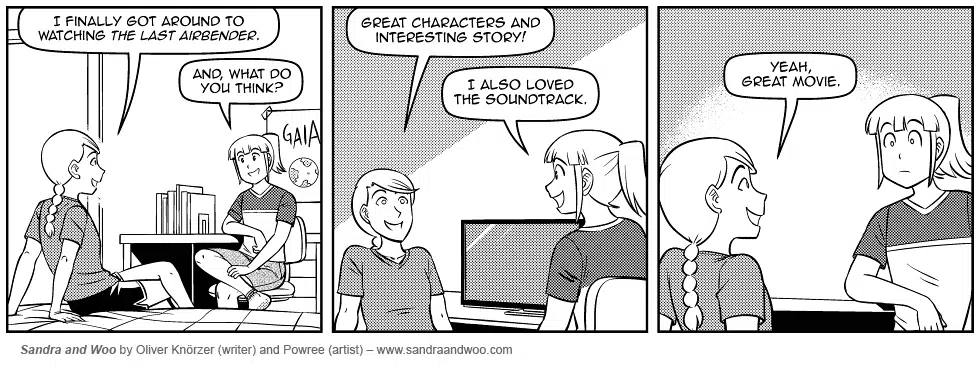 I FINALLY GOT AROUND TO
WATCHING THE LAST AIRBENDER.
AND, WHAT DO
YOU THINK?
GAIA
GREAT CHARACTERS AND
INTERESTING STORY!
I ALSO LOVED
THE SOUNDTRACK.
YEAH,
GREAT MOVIE.
Sandra and Woo by Oliver Knörzer (writer) and Powree (artist) – www.sandraandwoo.com